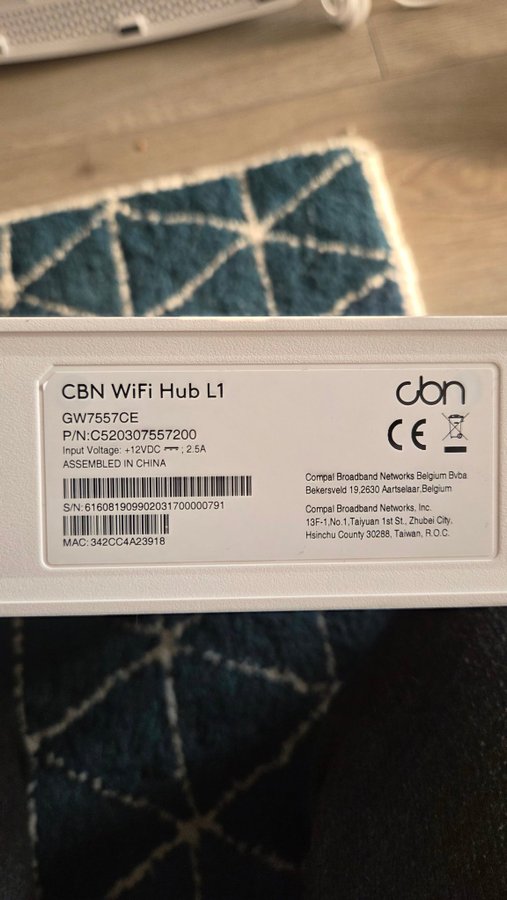 CBN WiFi Hub L1
cbn
GW7557CE
P/N:C520307557200
Input Voltage: +12VDC ⎓ ; 2.5A
ASSEMBLED IN CHINA
CE
S/N: 616081909902031700000791
MAC: 342CC4A23918
Compal Broadband Networks Belgium Bvba
Bekersveld 19,2630 Aartselaar.Belgium
Compal Broadband Networks, Inc.
13F-1,No.1,Taiyuan 1st St., Zhubei City.
Hsinchu County 30288, Taiwan, R.O.C.